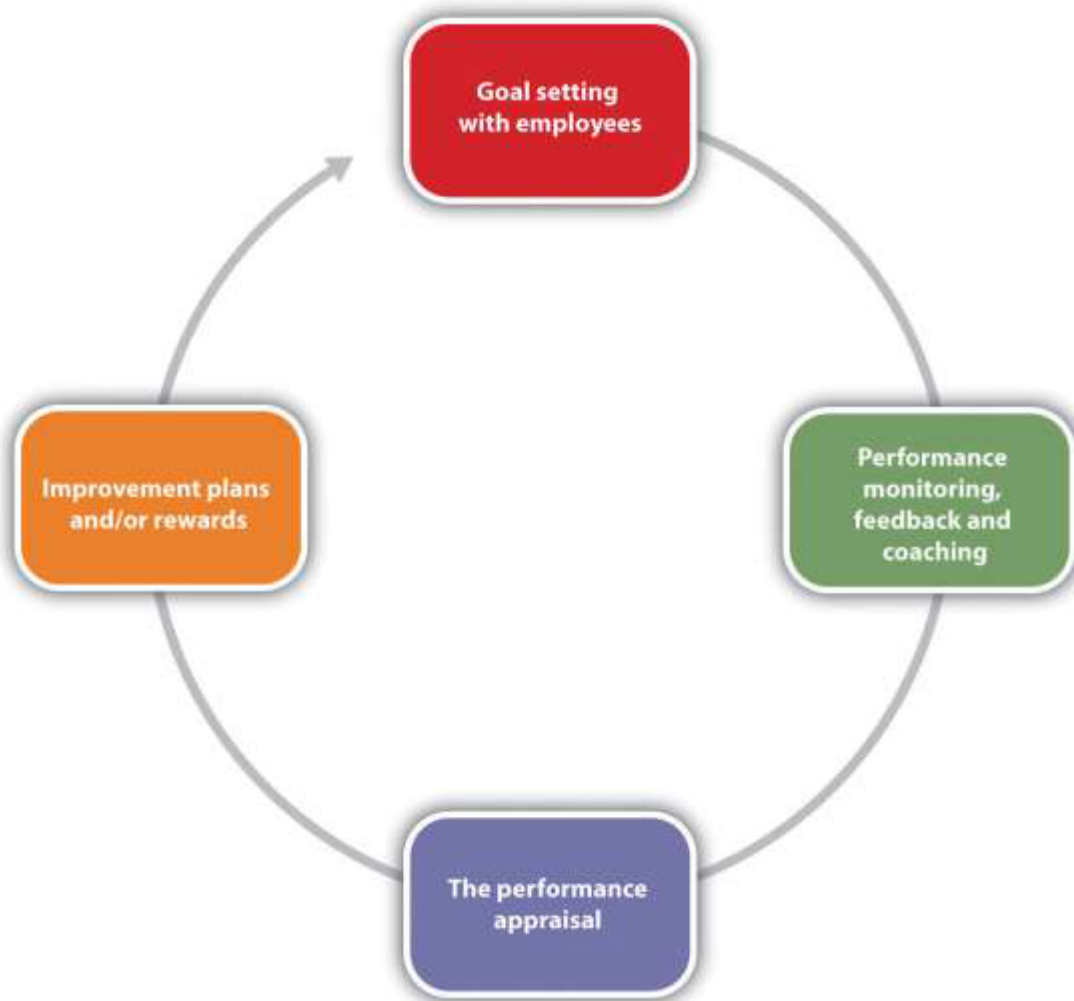 Goal setting
with employees
Performance
monitoring,
feedback and
coaching
The performance
appraisal
Improvement plans
and/or rewards